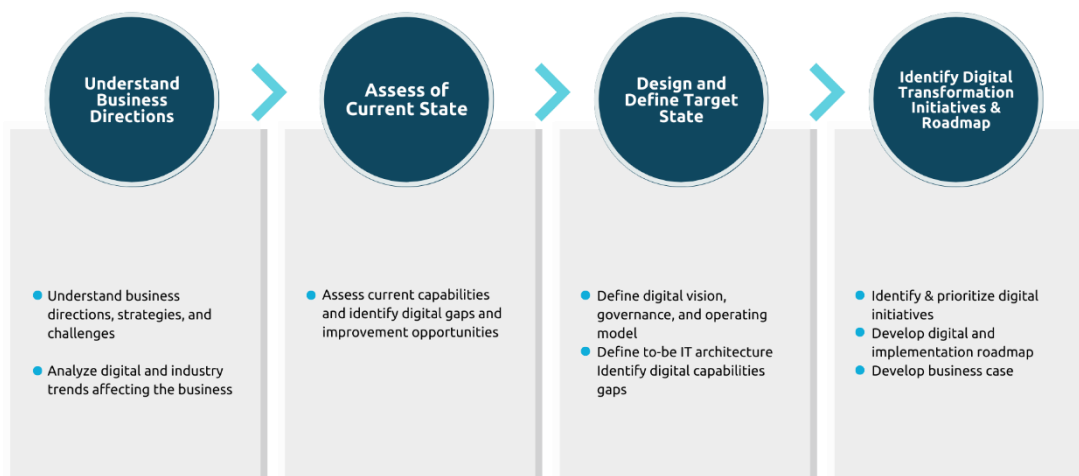 Understand
Business
Directions
Assess of
Current State
Design and
Define Target
State
Identify Digital
Transformation
Initiatives &
Roadmap
Understand business
directions, strategies, and
challenges
Analyze digital and industry
trends affecting the business
Assess current capabilities
and identify digital gaps and
improvement opportunities
Define digital vision,
governance, and operating
model
Define to-be IT architecture
Identify digital capabilities
gaps
Identify & prioritize digital
initiatives
Develop digital and
implementation roadmap
Develop business case